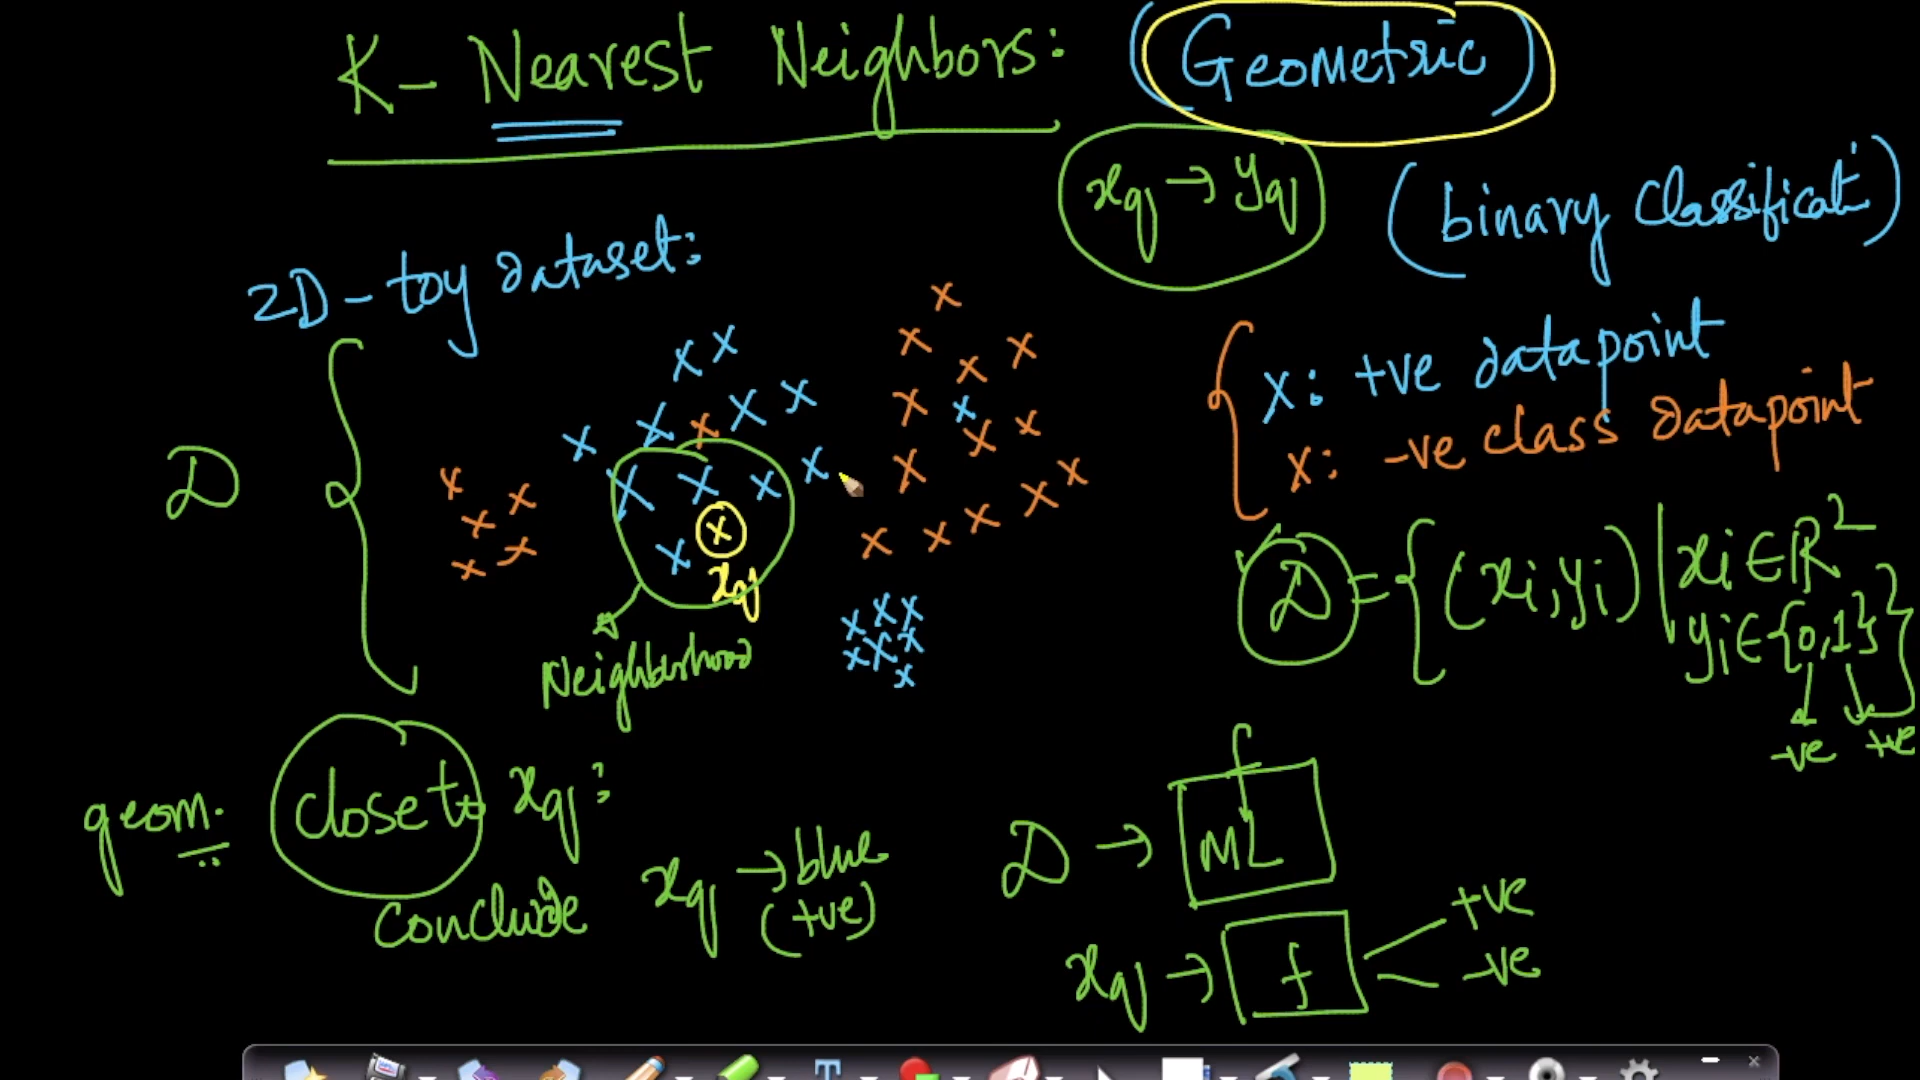 K- Nearest Neighbors: (Geometric)
xq → yq
(binary classificat:)
2D - toy dataset:
x: +ve datapoint
x: -ve class datapoint
D
xq
Neighborhood
D = {(xi, yi) | xi ∈ R²
yi ∈ {0,1}}
-ve +ve
geom. close to xq:
conclude xq → blue
(+ve)
f
D → ML
xq → f
+ve
-ve